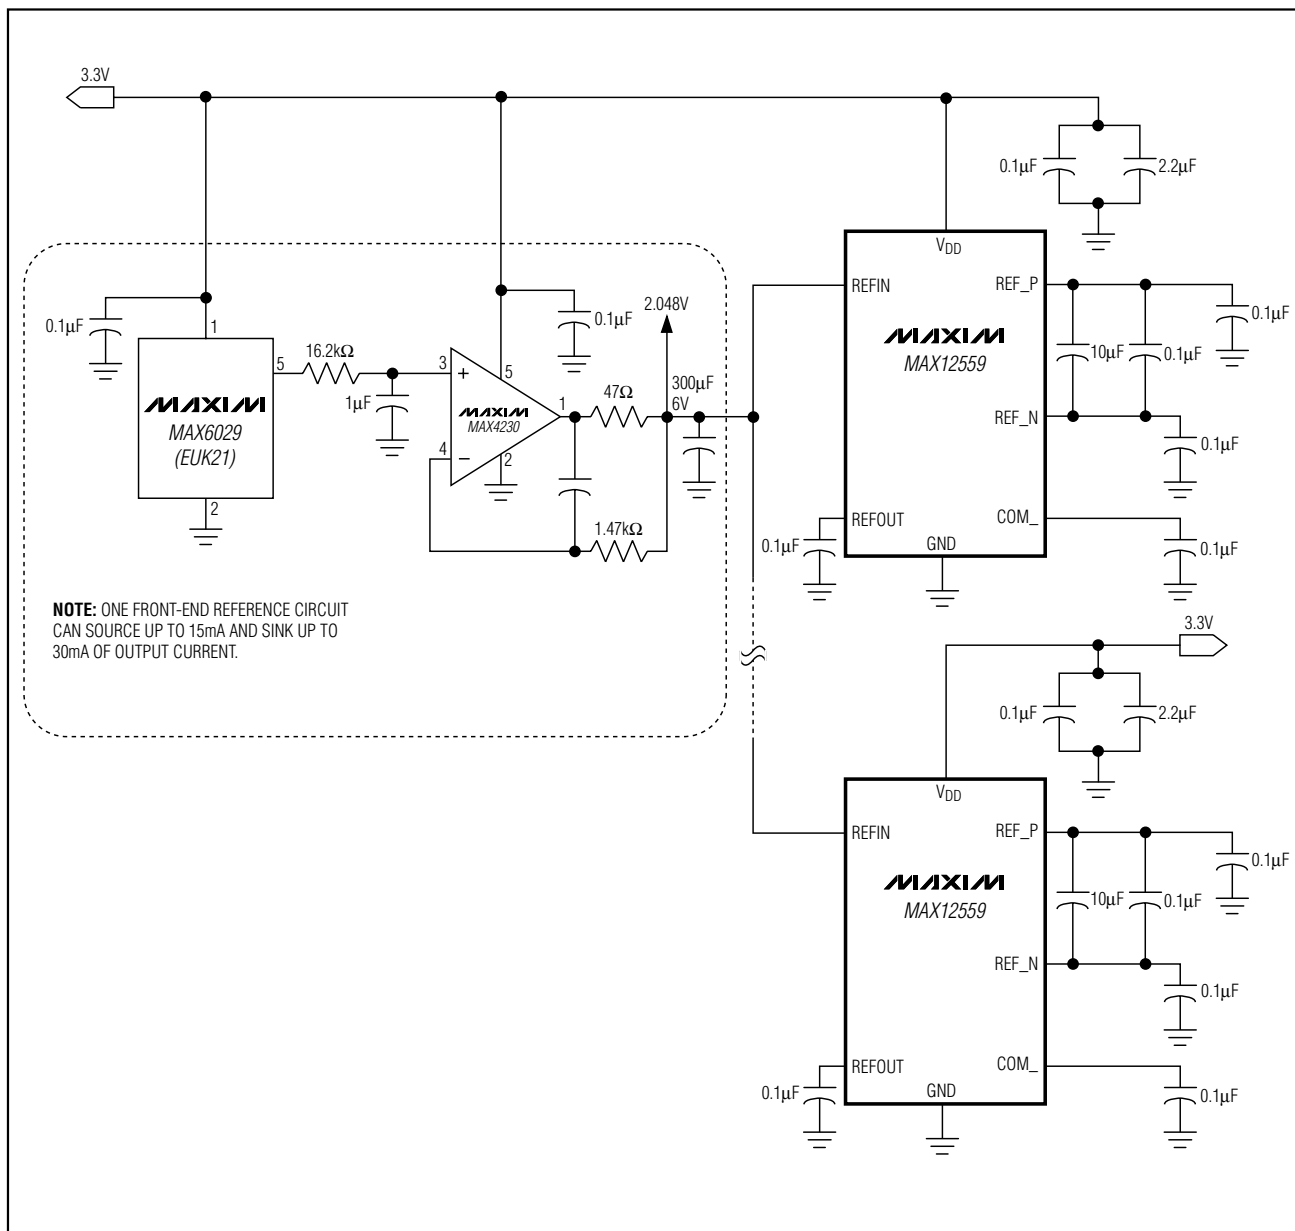 3.3V
0.1µF
2.2µF
VDD
REFIN
REF_P
MAXIM
MAX12559
10µF
0.1µF
0.1µF
REF_N
0.1µF
REFOUT
COM_
0.1µF
GND
0.1µF
0.1µF
1
5
16.2kΩ
MAXIM
MAX6029
(EUK21)
2
1µF
3
+
5
0.1µF
MAXIM
MAX4230
1
4
−
2
47Ω
2.048V
300µF
6V
1.47kΩ
NOTE: ONE FRONT-END REFERENCE CIRCUIT
CAN SOURCE UP TO 15mA AND SINK UP TO
30mA OF OUTPUT CURRENT.
3.3V
0.1µF
2.2µF
VDD
REFIN
REF_P
MAXIM
MAX12559
10µF
0.1µF
0.1µF
REF_N
0.1µF
REFOUT
COM_
0.1µF
GND
0.1µF